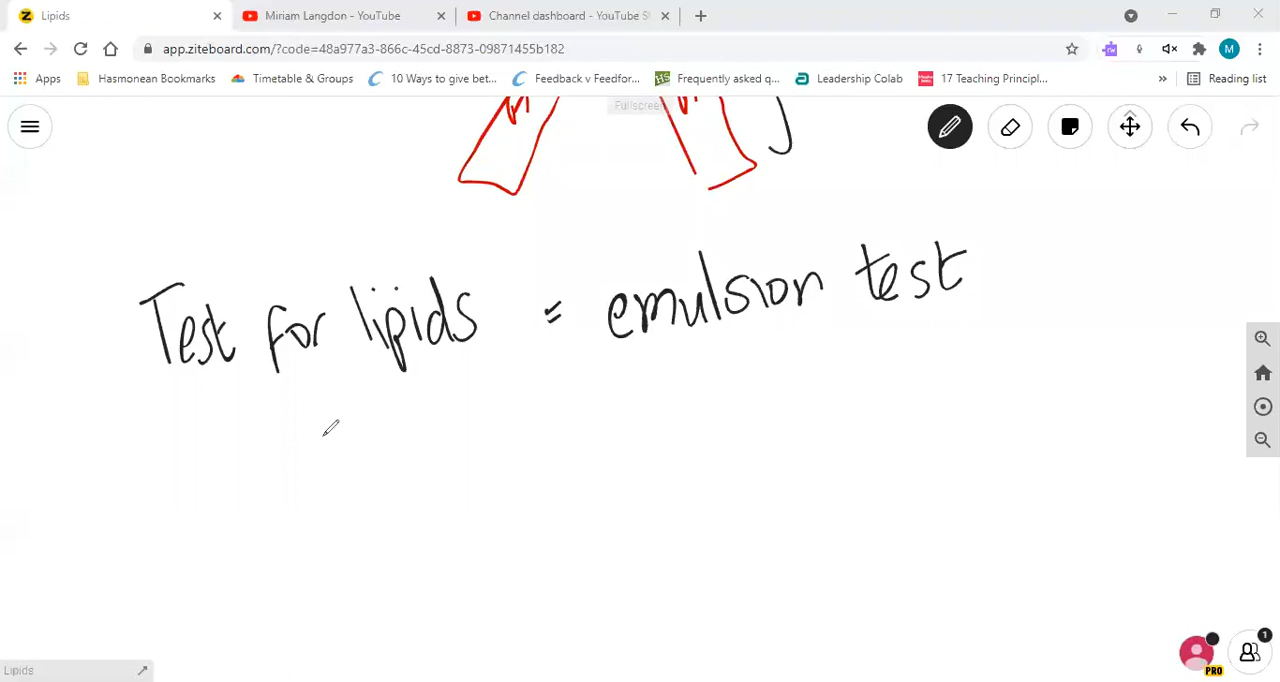 Lipids
Miriam Langdon - YouTube
Channel dashboard - YouTube S
app.ziteboard.com/?code=48a977a3-866c-45cd-8873-09871455b182
M
Apps
Hasmonean Bookmarks
Timetable & Groups
10 Ways to give bet...
Feedback v Feedfor...
Frequently asked q...
Leadership Colab
17 Teaching Principl...
»
Reading list
Fullscreen
Test for lipids = emulsion test
Lipids
PRO
1